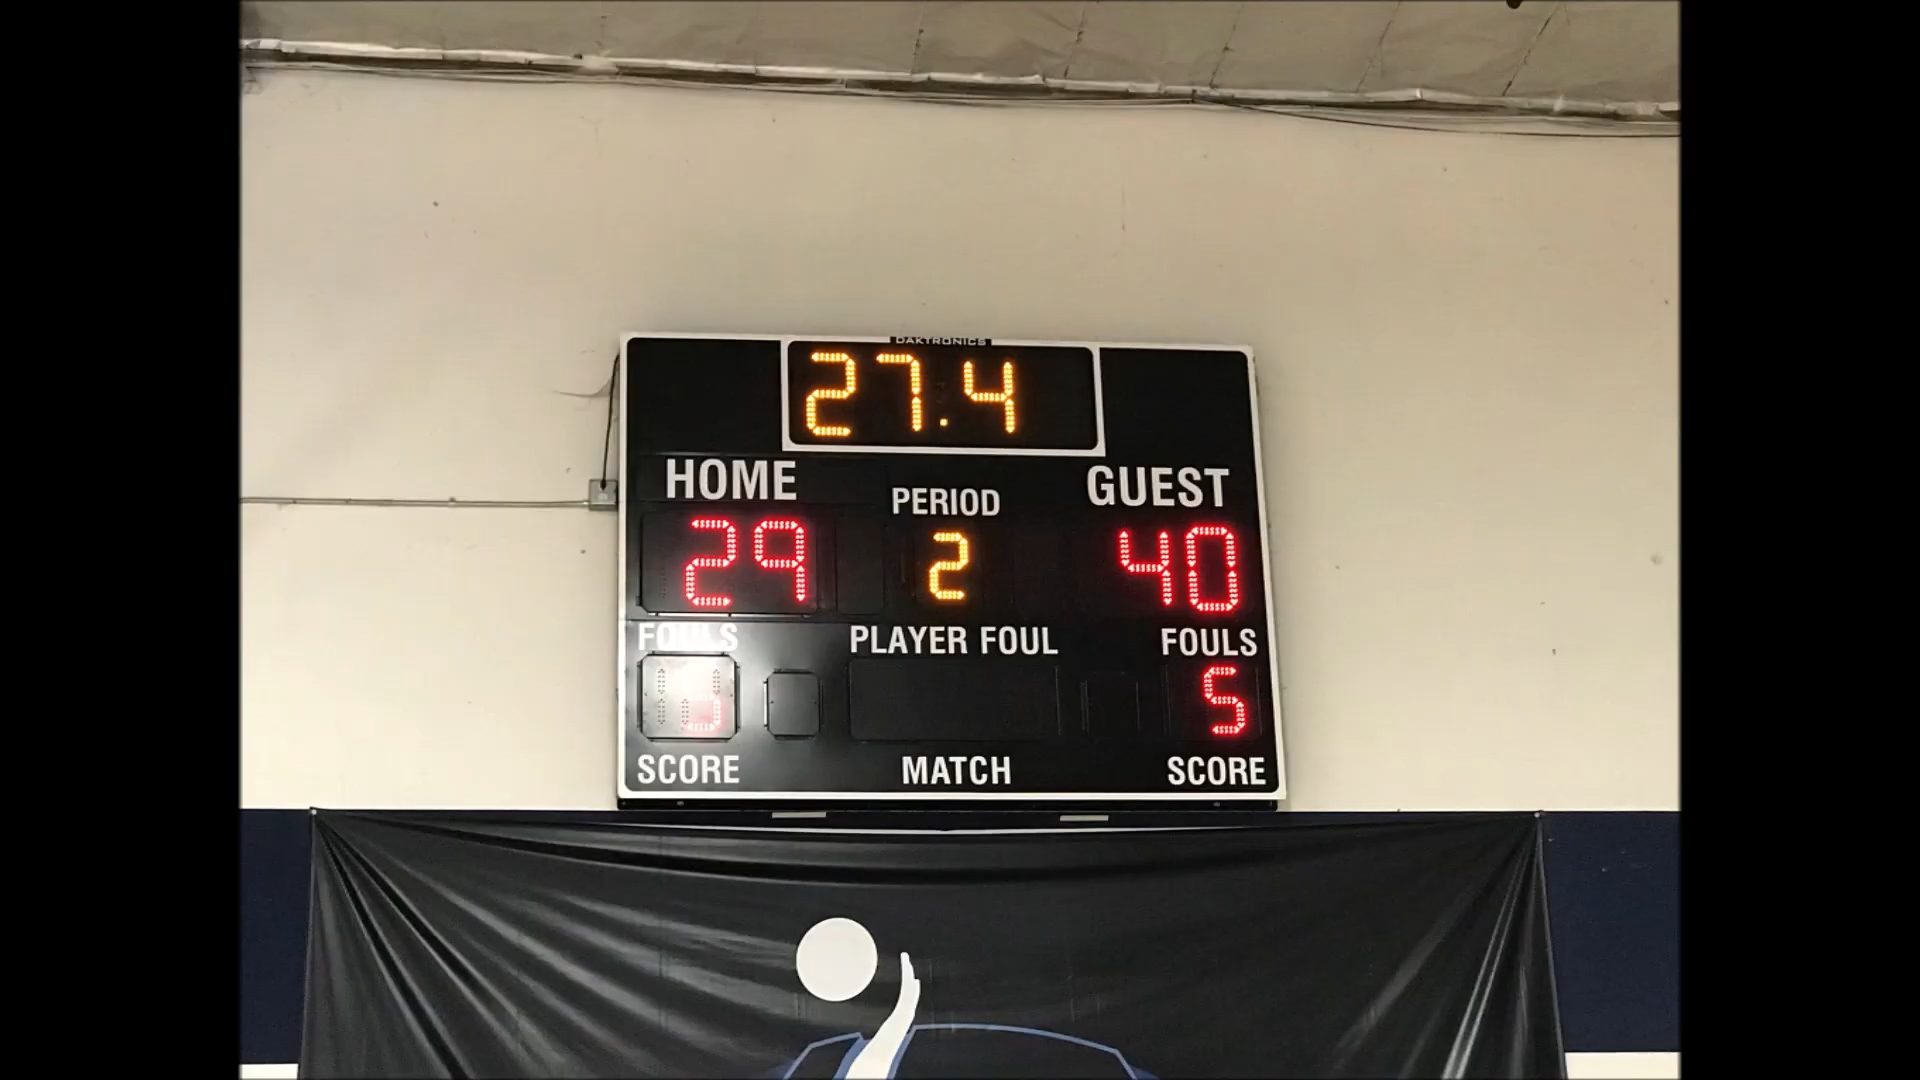 DAKTRONICS
27.4
HOME PERIOD GUEST
29 2 40
FOULS PLAYER FOUL FOULS
5
SCORE MATCH SCORE